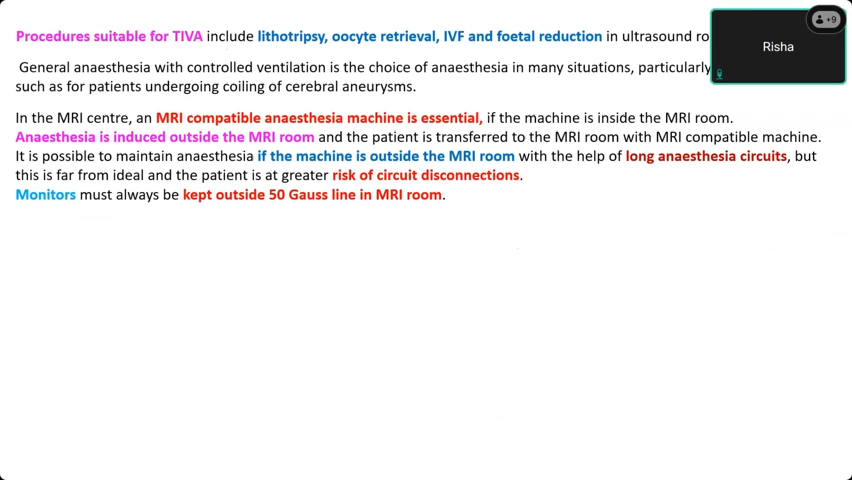 Procedures suitable for TIVA include lithotripsy, oocyte retrieval, IVF and foetal reduction in ultrasound
General anaesthesia with controlled ventilation is the choice of anaesthesia in many situations, particularly
such as for patients undergoing coiling of cerebral aneurysms.
In the MRI centre, an MRI compatible anaesthesia machine is essential, if the machine is inside the MRI room.
Anaesthesia is induced outside the MRI room and the patient is transferred to the MRI room with MRI compatible machine.
It is possible to maintain anaesthesia if the machine is outside the MRI room with the help of long anaesthesia circuits, but
this is far from ideal and the patient is at greater risk of circuit disconnections.
Monitors must always be kept outside 50 Gauss line in MRI room.
+9
Risha